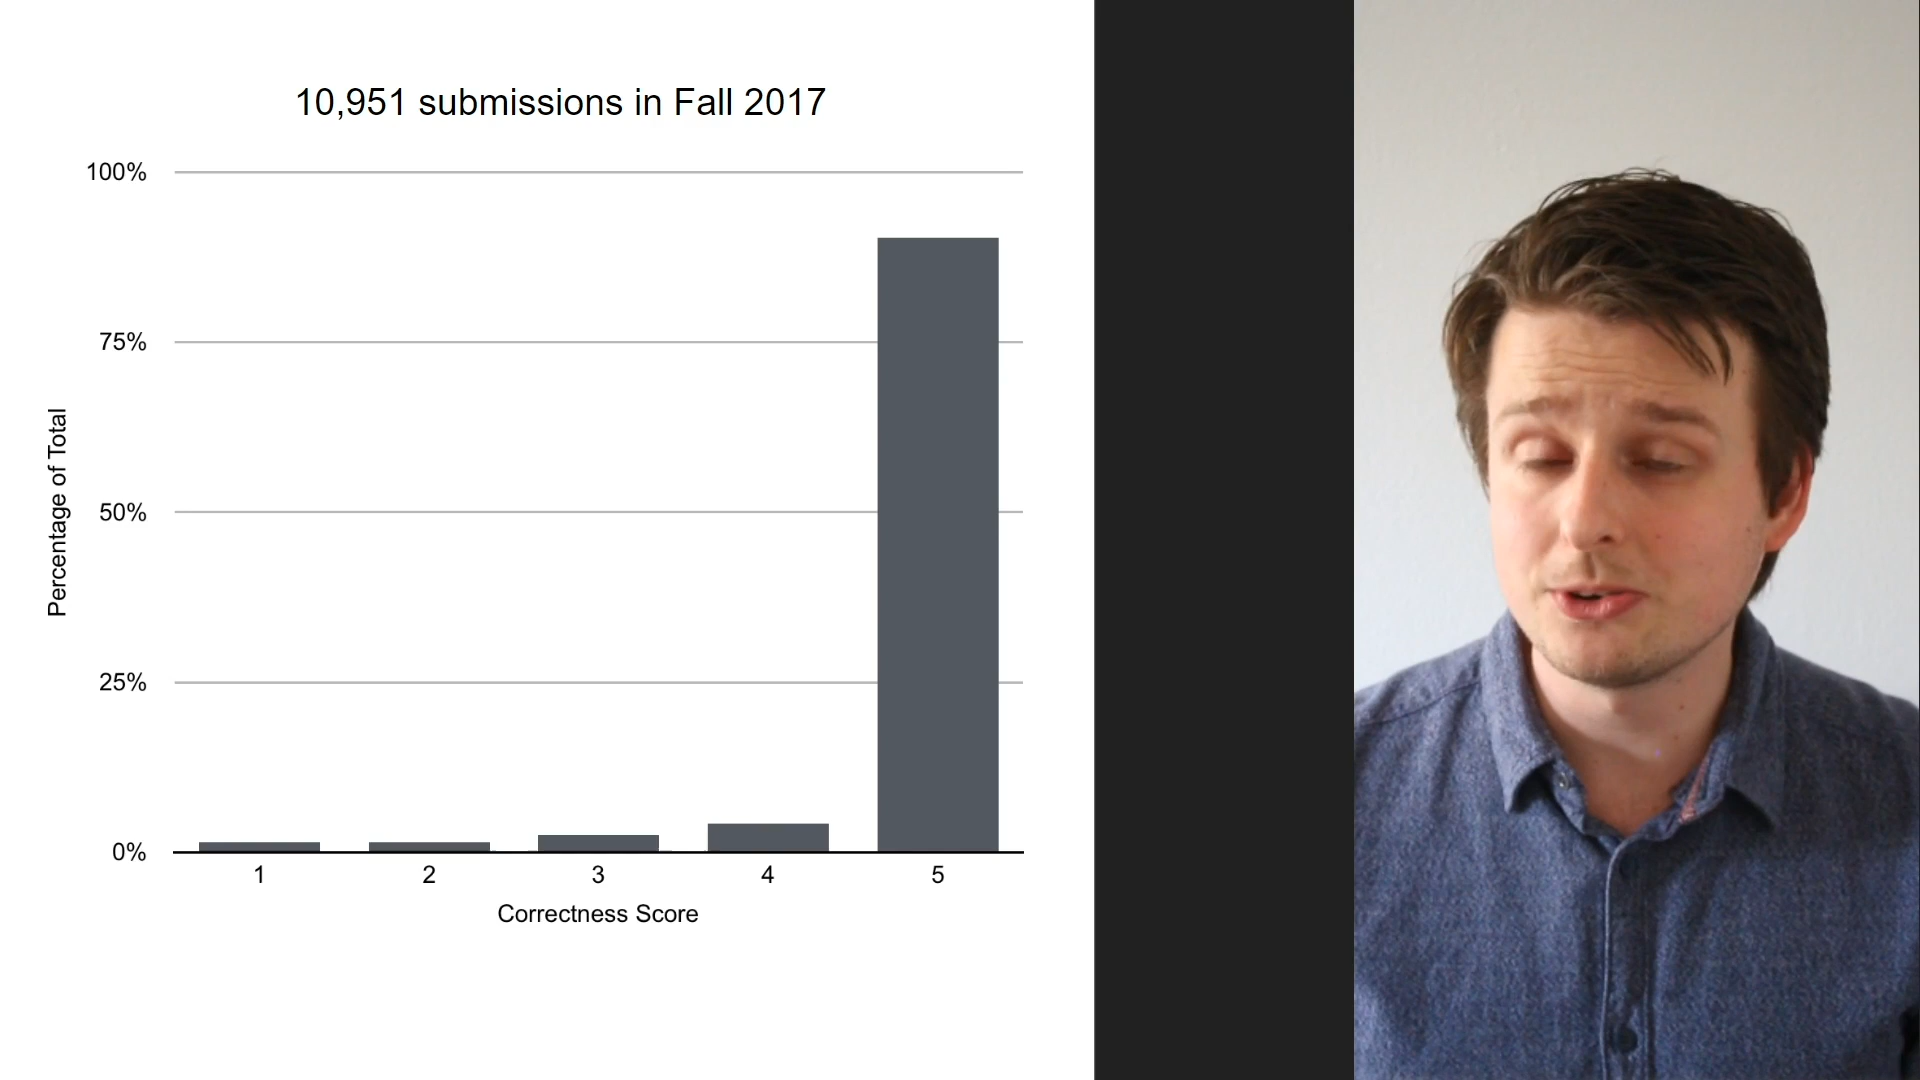 10,951 submissions in Fall 2017
100%
75%
50%
25%
0%
Percentage of Total
1 2 3 4 5
Correctness Score